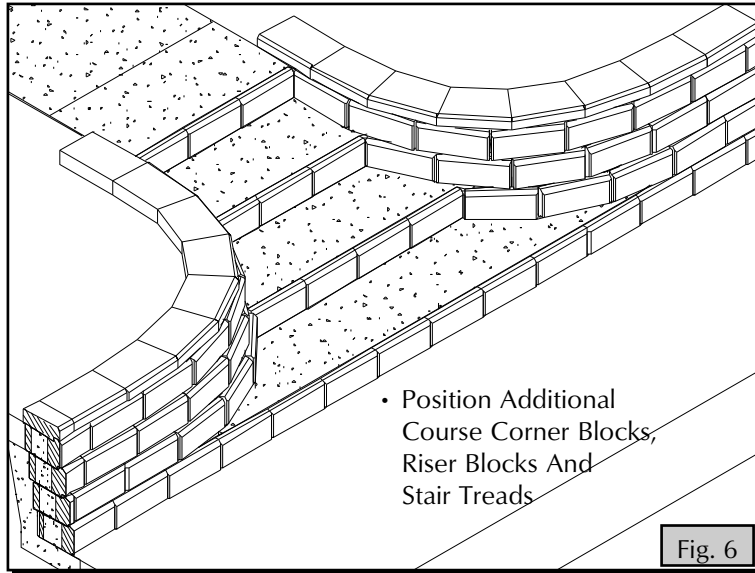 • Position Additional
Course Corner Blocks,
Riser Blocks And
Stair Treads
Fig. 6